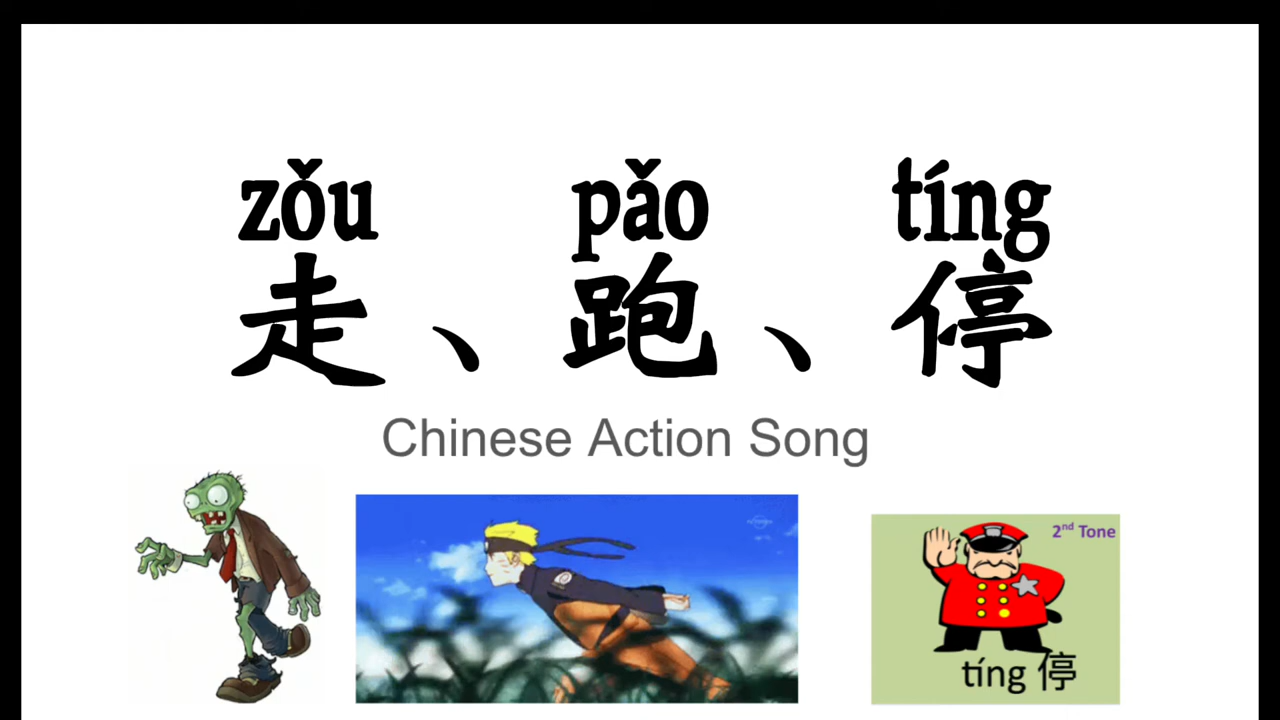 zǒu pǎo tíng
走、跑、停
Chinese Action Song
2nd Tone
tíng 停